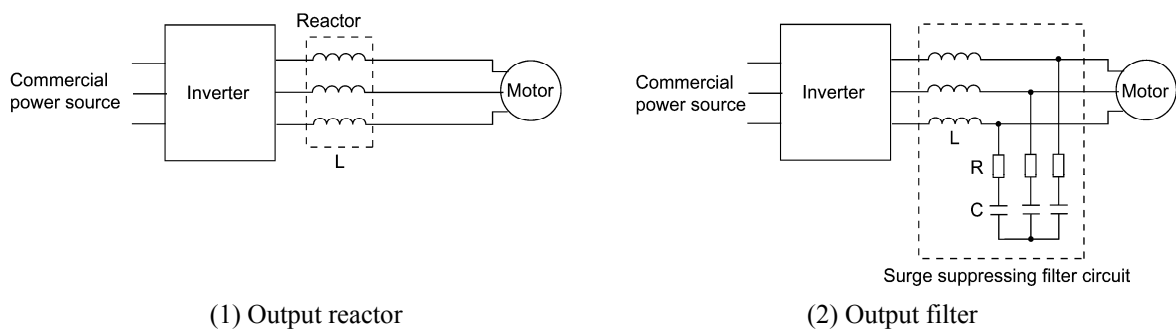 Reactor
Commercial
power source
Inverter
Motor
L
(1) Output reactor
Commercial
power source
Inverter
Motor
L
R
C
Surge suppressing filter circuit
(2) Output filter